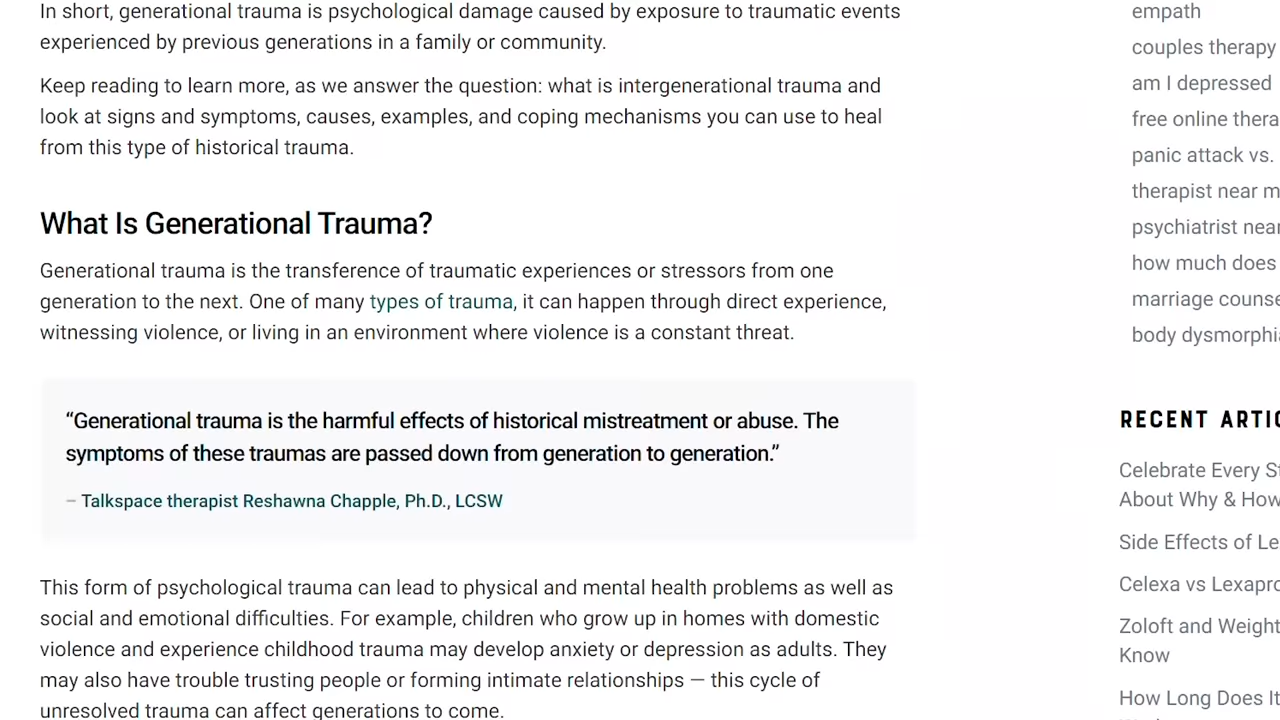 In short, generational trauma is psychological damage caused by exposure to traumatic events
experienced by previous generations in a family or community.
Keep reading to learn more, as we answer the question: what is intergenerational trauma and
look at signs and symptoms, causes, examples, and coping mechanisms you can use to heal
from this type of historical trauma.
What Is Generational Trauma?
Generational trauma is the transference of traumatic experiences or stressors from one
generation to the next. One of many types of trauma, it can happen through direct experience,
witnessing violence, or living in an environment where violence is a constant threat.
“Generational trauma is the harmful effects of historical mistreatment or abuse. The
symptoms of these traumas are passed down from generation to generation.”
– Talkspace therapist Reshawna Chapple, Ph.D., LCSW
This form of psychological trauma can lead to physical and mental health problems as well as
social and emotional difficulties. For example, children who grow up in homes with domestic
violence and experience childhood trauma may develop anxiety or depression as adults. They
may also have trouble trusting people or forming intimate relationships — this cycle of
unresolved trauma can affect generations to come.
empath
couples therapy
am I depressed
free online thera
panic attack vs.
therapist near m
psychiatrist near
how much does
marriage counse
body dysmorphi
RECENT ARTIC
Celebrate Every St
About Why & How
Side Effects of Le
Celexa vs Lexapro
Zoloft and Weight
Know
How Long Does It